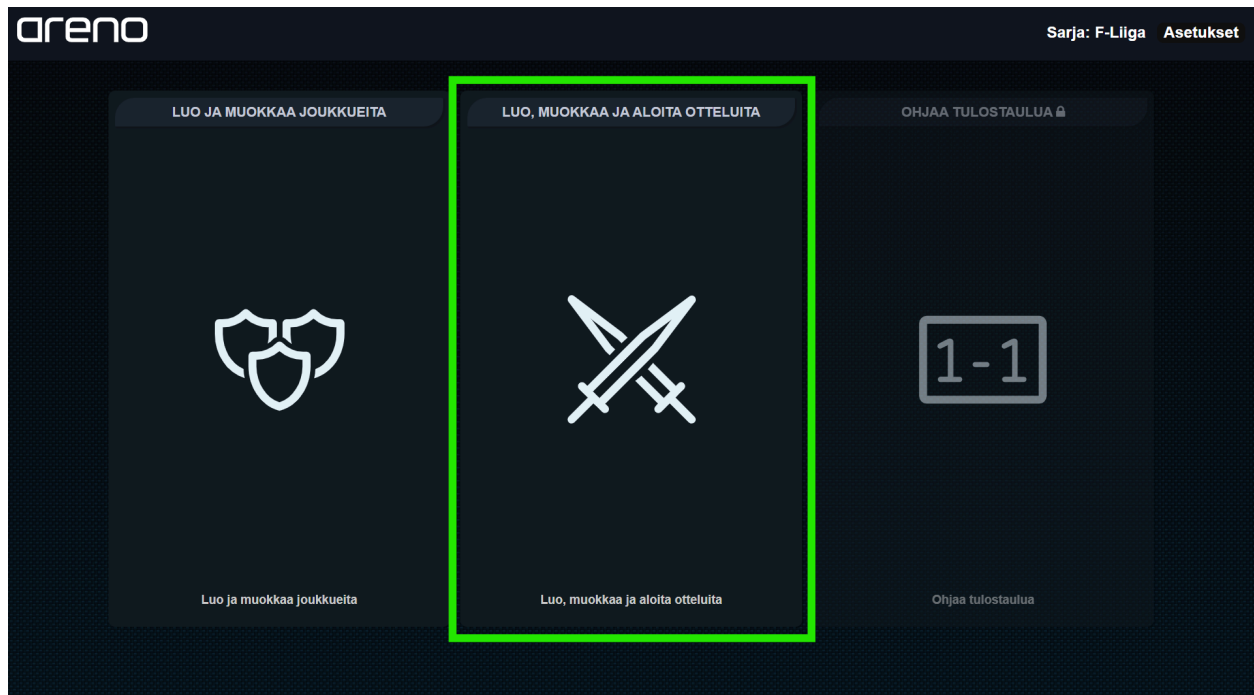 areno
Sarja: F-Liiga Asetukset
LUO JA MUOKKAA JOUKKUEITA
LUO, MUOKKAA JA ALOITA OTTELUITA
OHJAA TULOSTAULUA
1-1
Luo ja muokkaa joukkueita
Luo, muokkaa ja aloita otteluita
Ohjaa tulostaulua